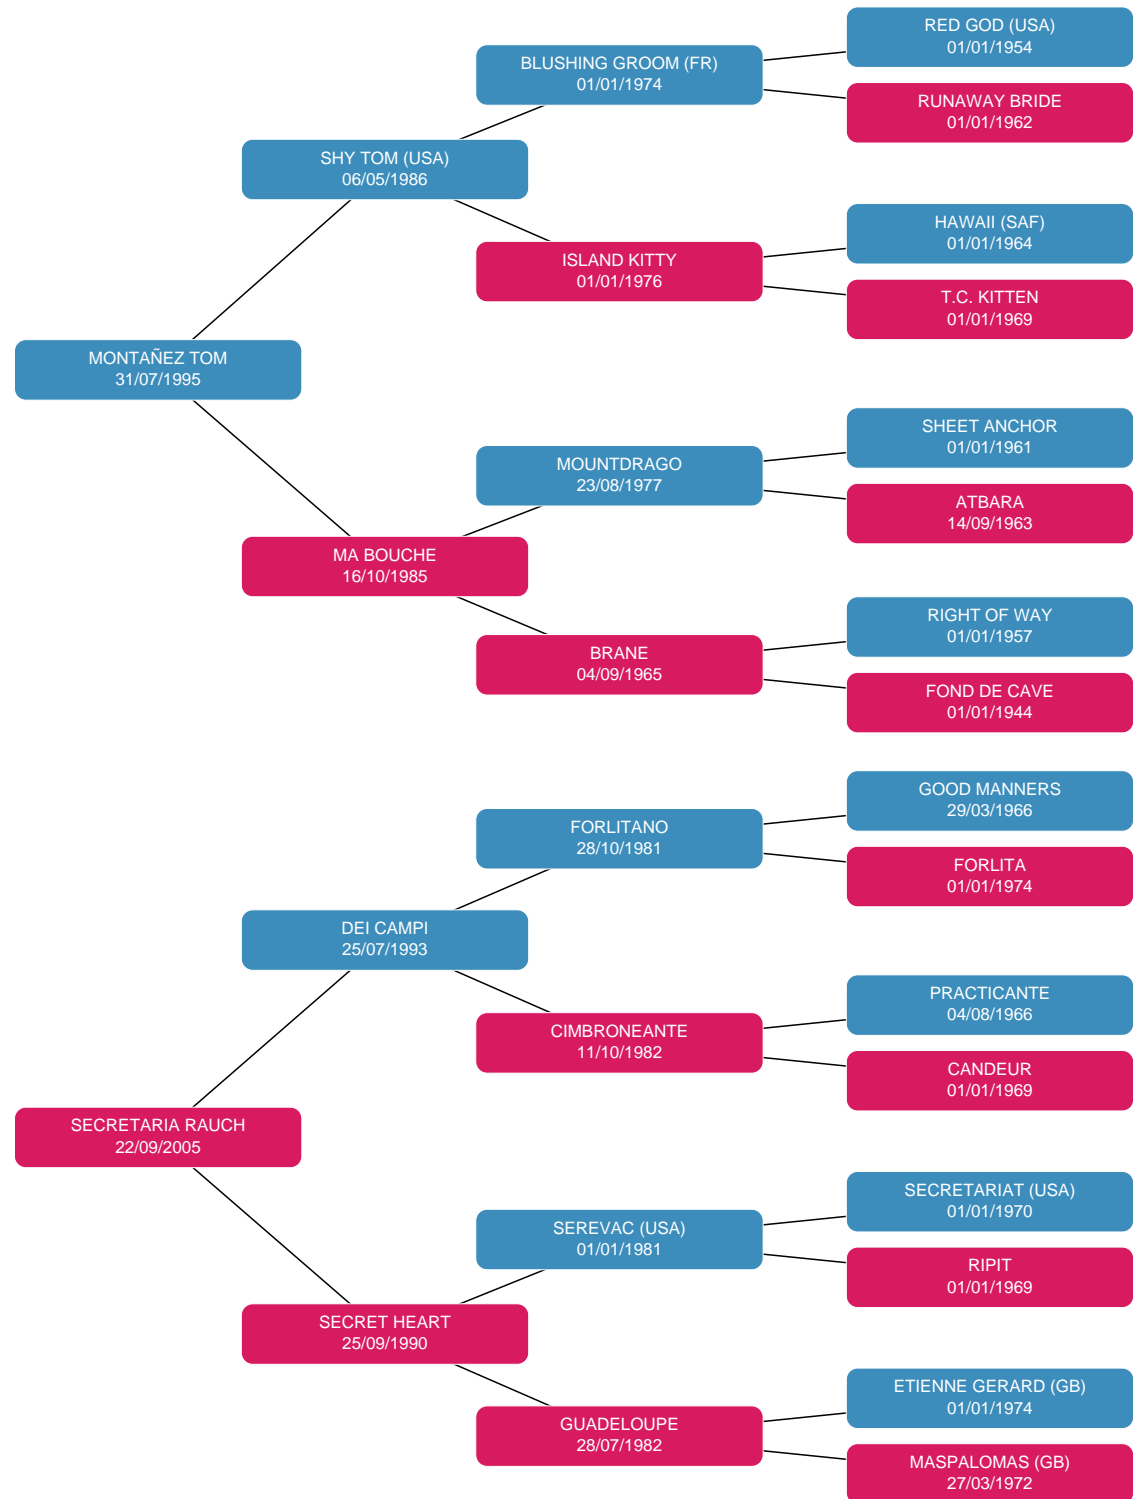 RED GOD (USA)
01/01/1954
BLUSHING GROOM (FR)
01/01/1974
RUNAWAY BRIDE
01/01/1962
SHY TOM (USA)
06/05/1986
HAWAII (SAF)
01/01/1964
ISLAND KITTY
01/01/1976
T.C. KITTEN
01/01/1969
MONTAÑEZ TOM
31/07/1995
SHEET ANCHOR
01/01/1961
MOUNTDRAGO
23/08/1977
ATBARA
14/09/1963
MA BOUCHE
16/10/1985
RIGHT OF WAY
01/01/1957
BRANE
04/09/1965
FOND DE CAVE
01/01/1944
GOOD MANNERS
29/03/1966
FORLITANO
28/10/1981
FORLITA
01/01/1974
DEI CAMPI
25/07/1993
PRACTICANTE
04/08/1966
CIMBRONEANTE
11/10/1982
CANDEUR
01/01/1969
SECRETARIA RAUCH
22/09/2005
SECRETARIAT (USA)
01/01/1970
SEREVAC (USA)
01/01/1981
RIPIT
01/01/1969
SECRET HEART
25/09/1990
ETIENNE GERARD (GB)
01/01/1974
GUADELOUPE
28/07/1982
MASPALOMAS (GB)
27/03/1972